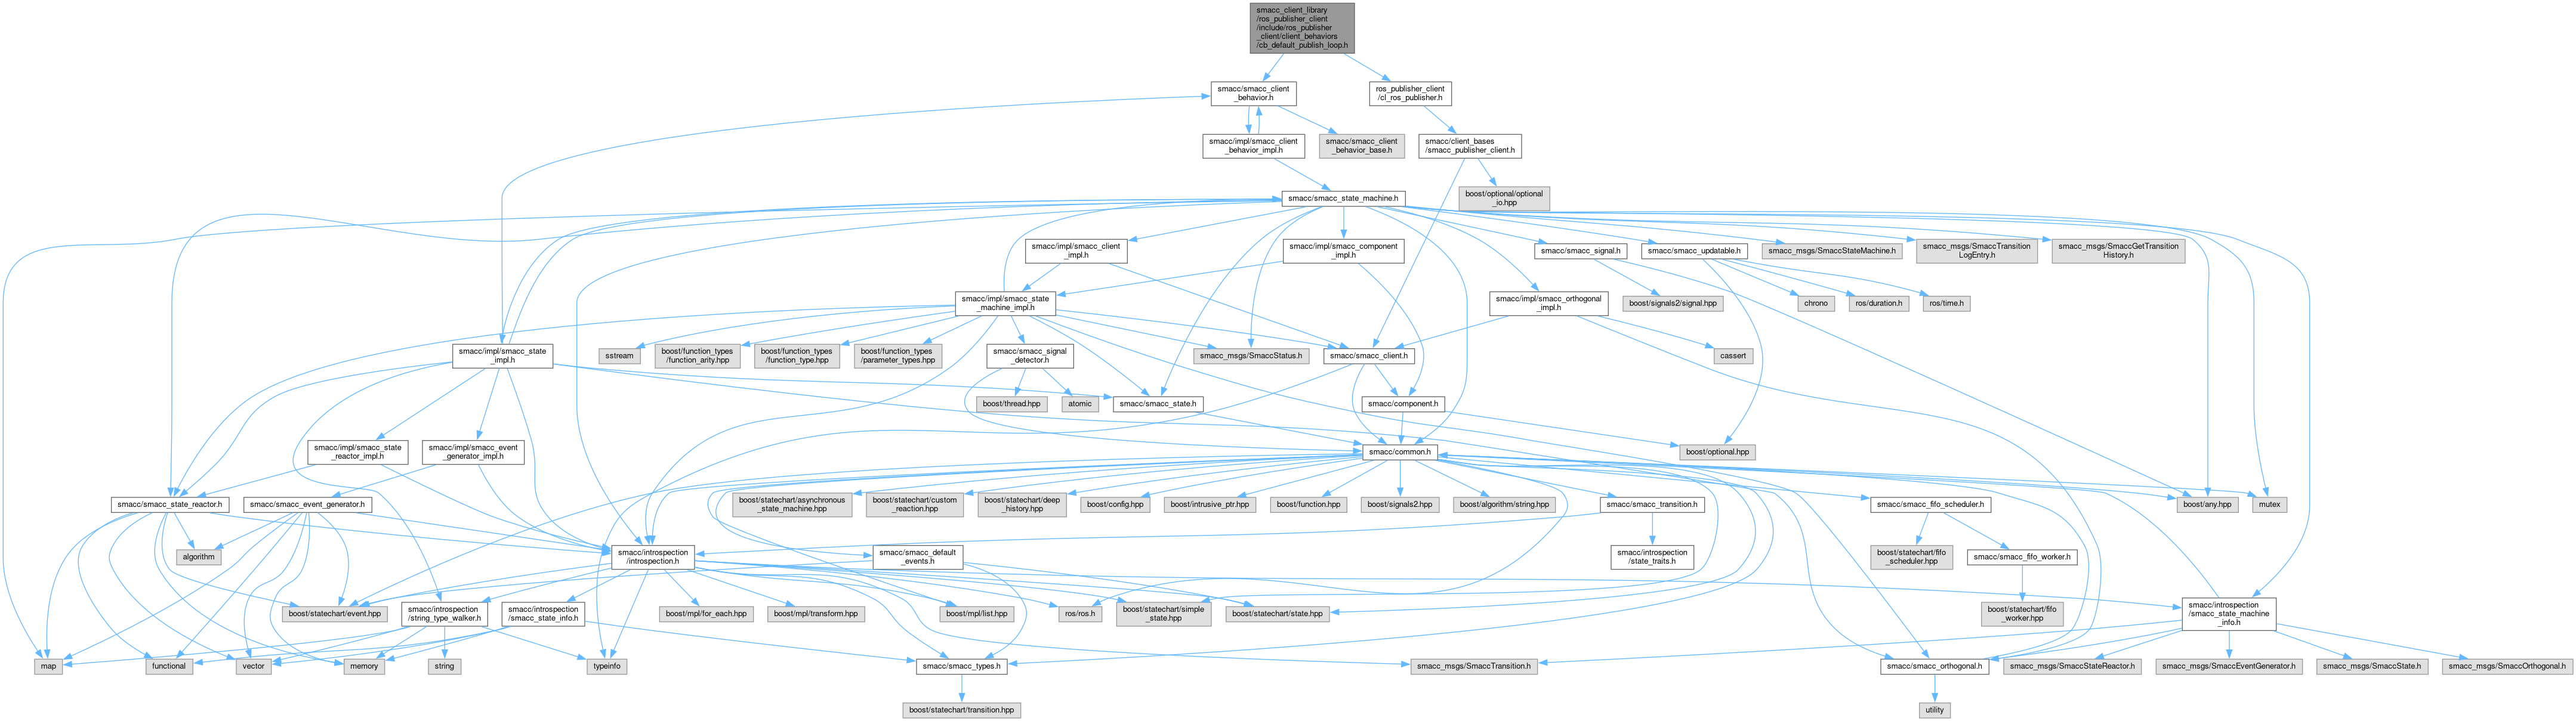 smacc_client_library
/ros_publisher_client
/include/ros_publisher
_client/client_behaviors
/cb_default_publish_loop.h
smacc/smacc_client
_behavior.h
ros_publisher_client
/cl_ros_publisher.h
smacc/impl/smacc_client
_behavior_impl.h
smacc/smacc_client
_behavior_base.h
smacc/client_bases
/smacc_publisher_client.h
smacc/smacc_state_machine.h
boost/optional/optional
_io.hpp
smacc/impl/smacc_client
_impl.h
smacc/impl/smacc_component
_impl.h
smacc/smacc_signal.h
smacc/smacc_updatable.h
smacc_msgs/SmaccStateMachine.h
smacc_msgs/SmaccTransition
LogEntry.h
smacc_msgs/SmaccGetTransition
History.h
smacc/impl/smacc_state
_machine_impl.h
smacc/impl/smacc_orthogonal
_impl.h
boost/signals2/signal.hpp
chrono
ros/duration.h
ros/time.h
smacc/impl/smacc_state
_impl.h
sstream
boost/function_types
/function_arity.hpp
boost/function_types
/function_type.hpp
boost/function_types
/parameter_types.hpp
smacc/smacc_signal
_detector.h
smacc_msgs/SmaccStatus.h
smacc/smacc_client.h
cassert
boost/thread.hpp
atomic
smacc/smacc_state.h
smacc/component.h
smacc/impl/smacc_state
_reactor_impl.h
smacc/impl/smacc_event
_generator_impl.h
smacc/common.h
boost/optional.hpp
smacc/smacc_state_reactor.h
smacc/smacc_event_generator.h
boost/statechart/asynchronous
_state_machine.hpp
boost/statechart/custom
_reaction.hpp
boost/statechart/deep
_history.hpp
boost/config.hpp
boost/intrusive_ptr.hpp
boost/function.hpp
boost/signals2.hpp
boost/algorithm/string.hpp
smacc/smacc_transition.h
smacc/smacc_fifo_scheduler.h
boost/any.hpp
mutex
algorithm
smacc/introspection
/introspection.h
smacc/smacc_default
_events.h
smacc/introspection
/state_traits.h
boost/statechart/fifo
_scheduler.hpp
smacc/smacc_fifo_worker.h
boost/statechart/event.hpp
smacc/introspection
/string_type_walker.h
smacc/introspection
/smacc_state_info.h
boost/mpl/for_each.hpp
boost/mpl/transform.hpp
boost/mpl/list.hpp
ros/ros.h
boost/statechart/simple
_state.hpp
boost/statechart/state.hpp
boost/statechart/fifo
_worker.hpp
smacc/introspection
/smacc_state_machine
_info.h
map
functional
vector
memory
string
typeinfo
smacc/smacc_types.h
smacc_msgs/SmaccTransition.h
smacc/smacc_orthogonal.h
smacc_msgs/SmaccStateReactor.h
smacc_msgs/SmaccEventGenerator.h
smacc_msgs/SmaccState.h
smacc_msgs/SmaccOrthogonal.h
boost/statechart/transition.hpp
utility